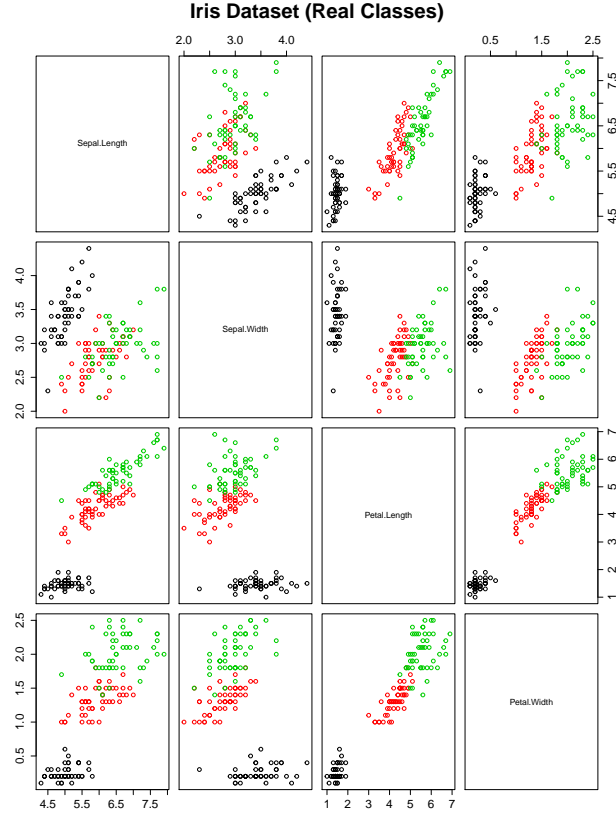 Iris Dataset (Real Classes)
2.0 3.0 4.0
0.5 1.5 2.5
Sepal.Length
4.5 5.5 6.5 7.5
2.0 2.5 3.0 3.5 4.0
Sepal.Width
Petal.Length
1 2 3 4 5 6 7
0.5 1.0 1.5 2.0 2.5
Petal.Width
4.5 5.5 6.5 7.5
1 2 3 4 5 6 7